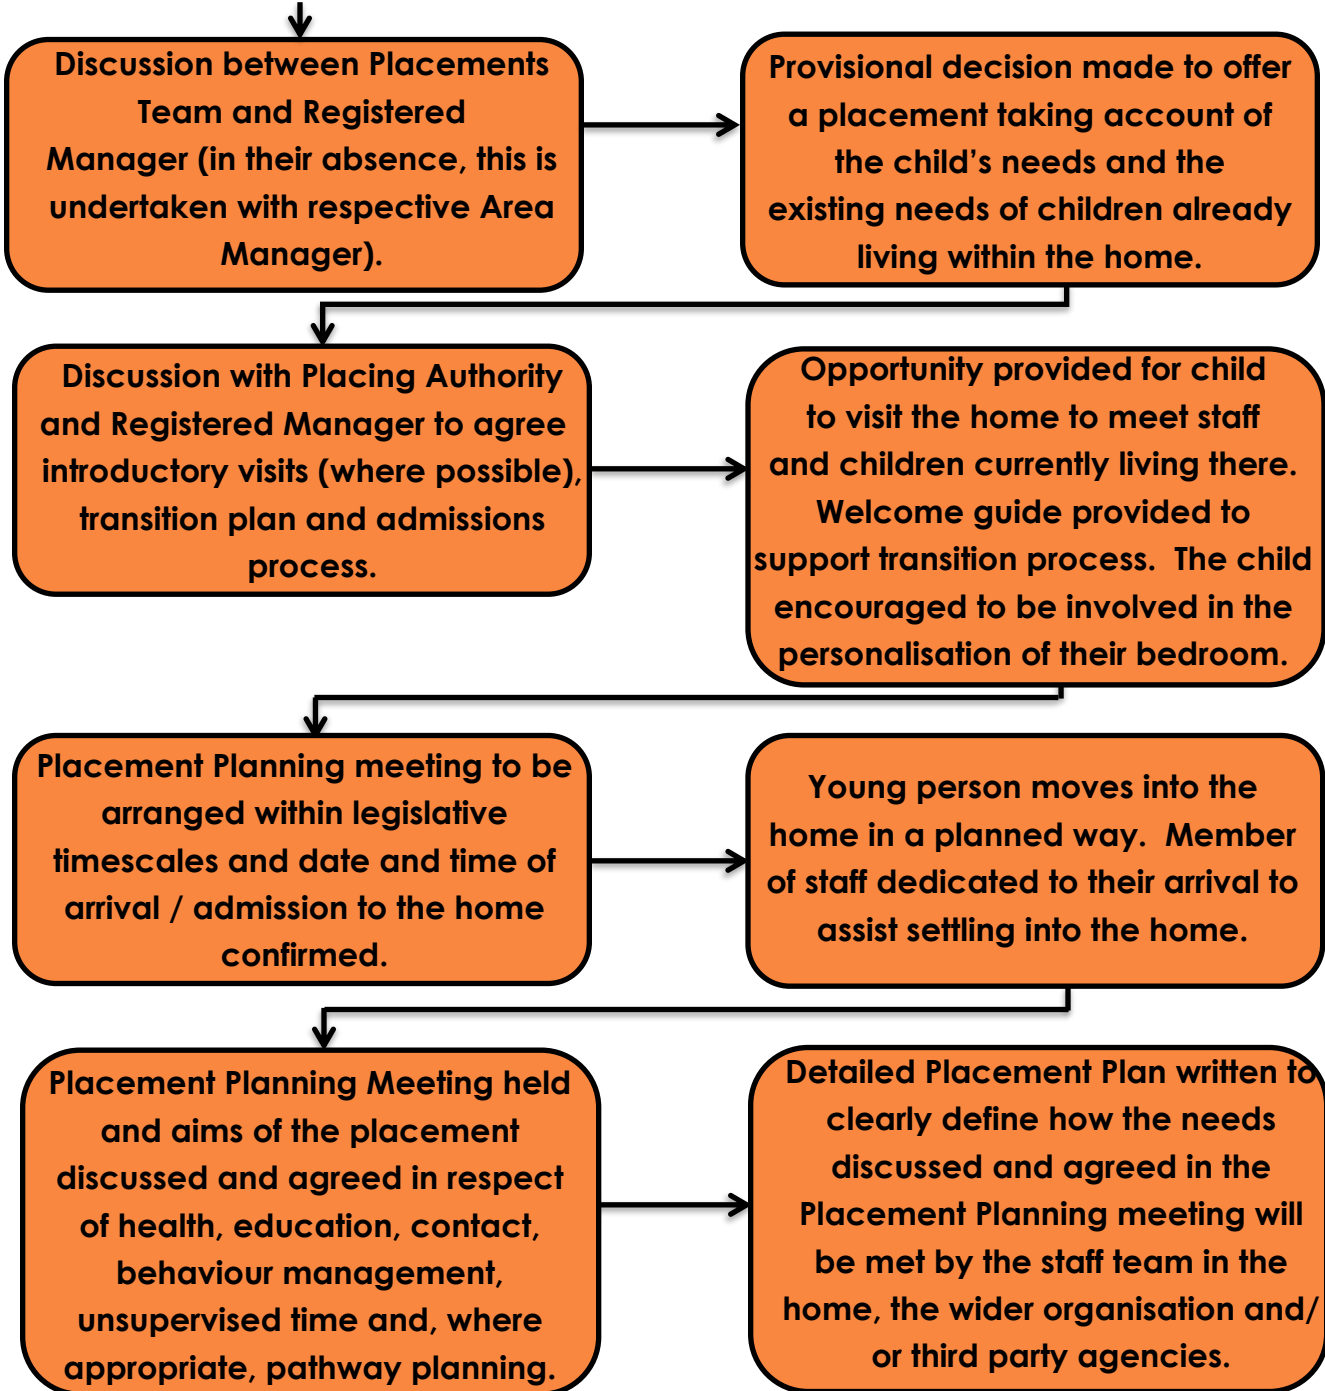 Discussion between Placements
Team and Registered
Manager (in their absence, this is
undertaken with respective Area
Manager).
Provisional decision made to offer
a placement taking account of
the child’s needs and the
existing needs of children already
living within the home.
Discussion with Placing Authority
and Registered Manager to agree
introductory visits (where possible),
transition plan and admissions
process.
Opportunity provided for child
to visit the home to meet staff
and children currently living there.
Welcome guide provided to
support transition process.  The child
encouraged to be involved in the
personalisation of their bedroom.
Placement Planning meeting to be
arranged within legislative
timescales and date and time of
arrival / admission to the home
confirmed.
Young person moves into the
home in a planned way.  Member
of staff dedicated to their arrival to
assist settling into the home.
Placement Planning Meeting held
and aims of the placement
discussed and agreed in respect
of health, education, contact,
behaviour management,
unsupervised time and, where
appropriate, pathway planning.
Detailed Placement Plan written to
clearly define how the needs
discussed and agreed in the
Placement Planning meeting will
be met by the staff team in the
home, the wider organisation and/
or third party agencies.